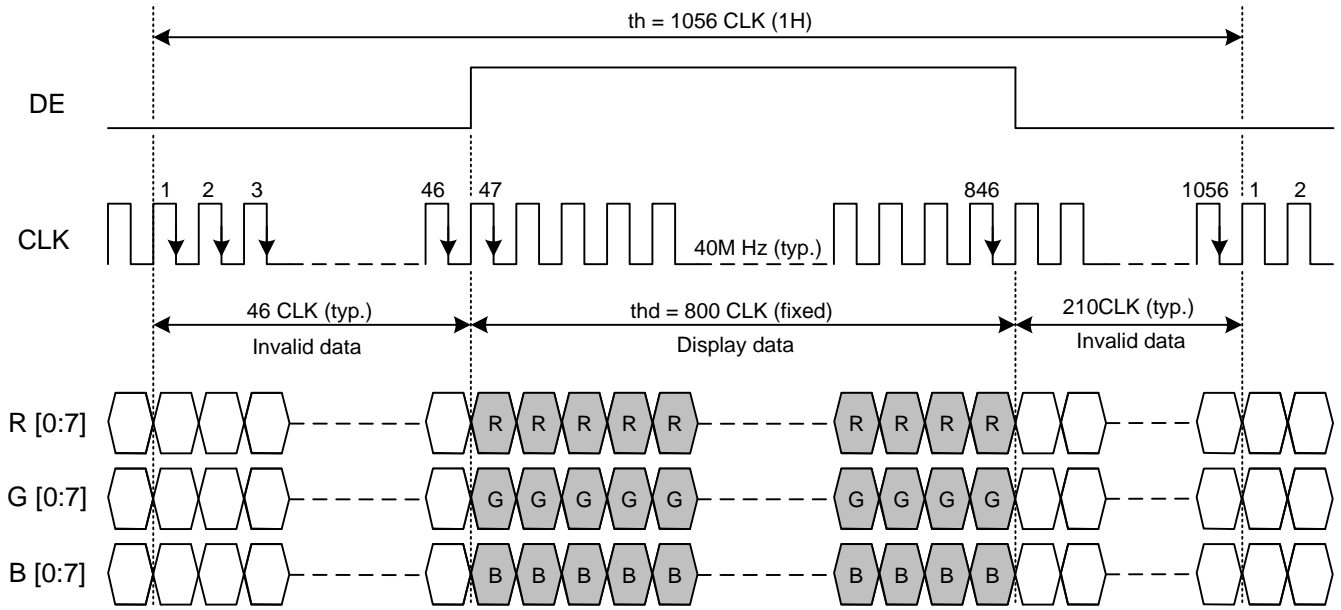 th = 1056 CLK (1H)
DE
1 2 3 46 47 846 1056 1 2
CLK
40M Hz (typ.)
46 CLK (typ.) thd = 800 CLK (fixed) 210CLK (typ.)
Invalid data Display data Invalid data
R [0:7] R R R R R R R R R
G [0:7] G G G G G G G G G
B [0:7] B B B B B B B B B